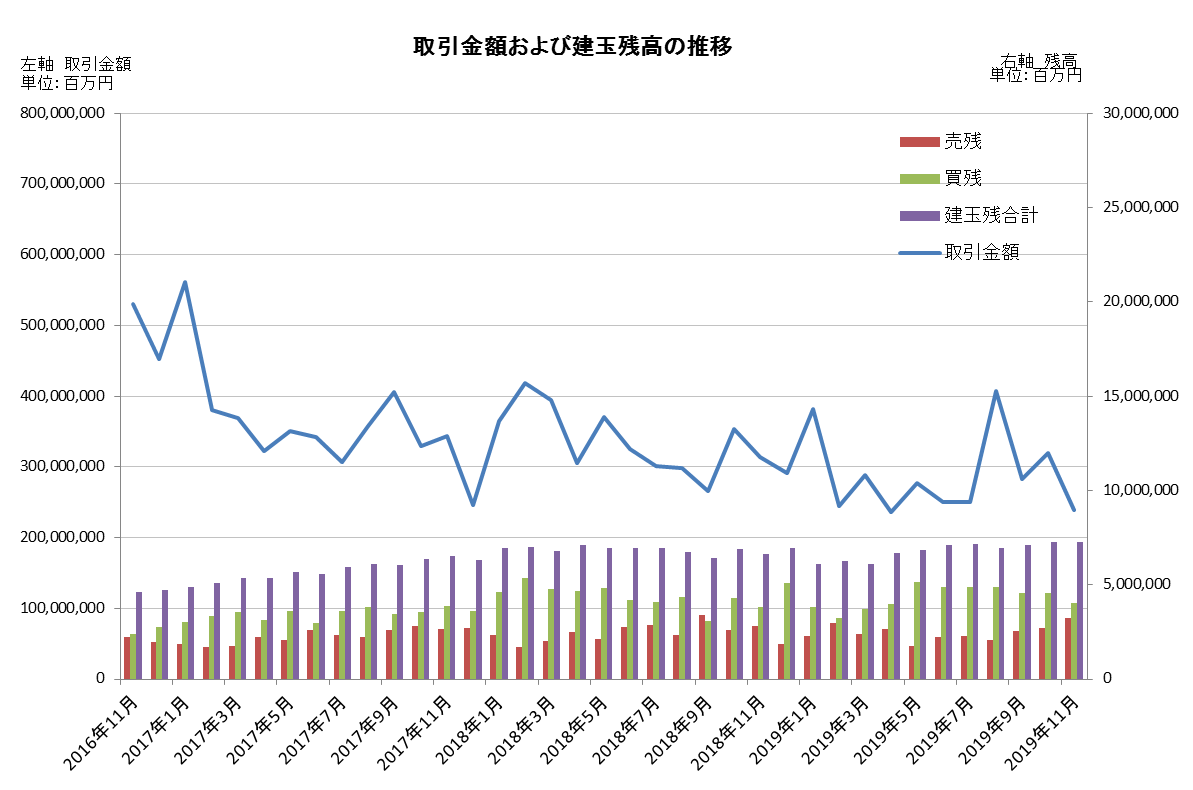 取引金額および建玉残高の推移
左軸 取引金額
単位: 百万円
右軸 残高
単位: 百万円
800,000,000
700,000,000
600,000,000
500,000,000
400,000,000
300,000,000
200,000,000
100,000,000
0
30,000,000
25,000,000
20,000,000
15,000,000
10,000,000
5,000,000
0
売残
買残
建玉残合計
取引金額
2016年11月
2017年1月
2017年3月
2017年5月
2017年7月
2017年9月
2017年11月
2018年1月
2018年3月
2018年5月
2018年7月
2018年9月
2018年11月
2019年1月
2019年3月
2019年5月
2019年7月
2019年9月
2019年11月